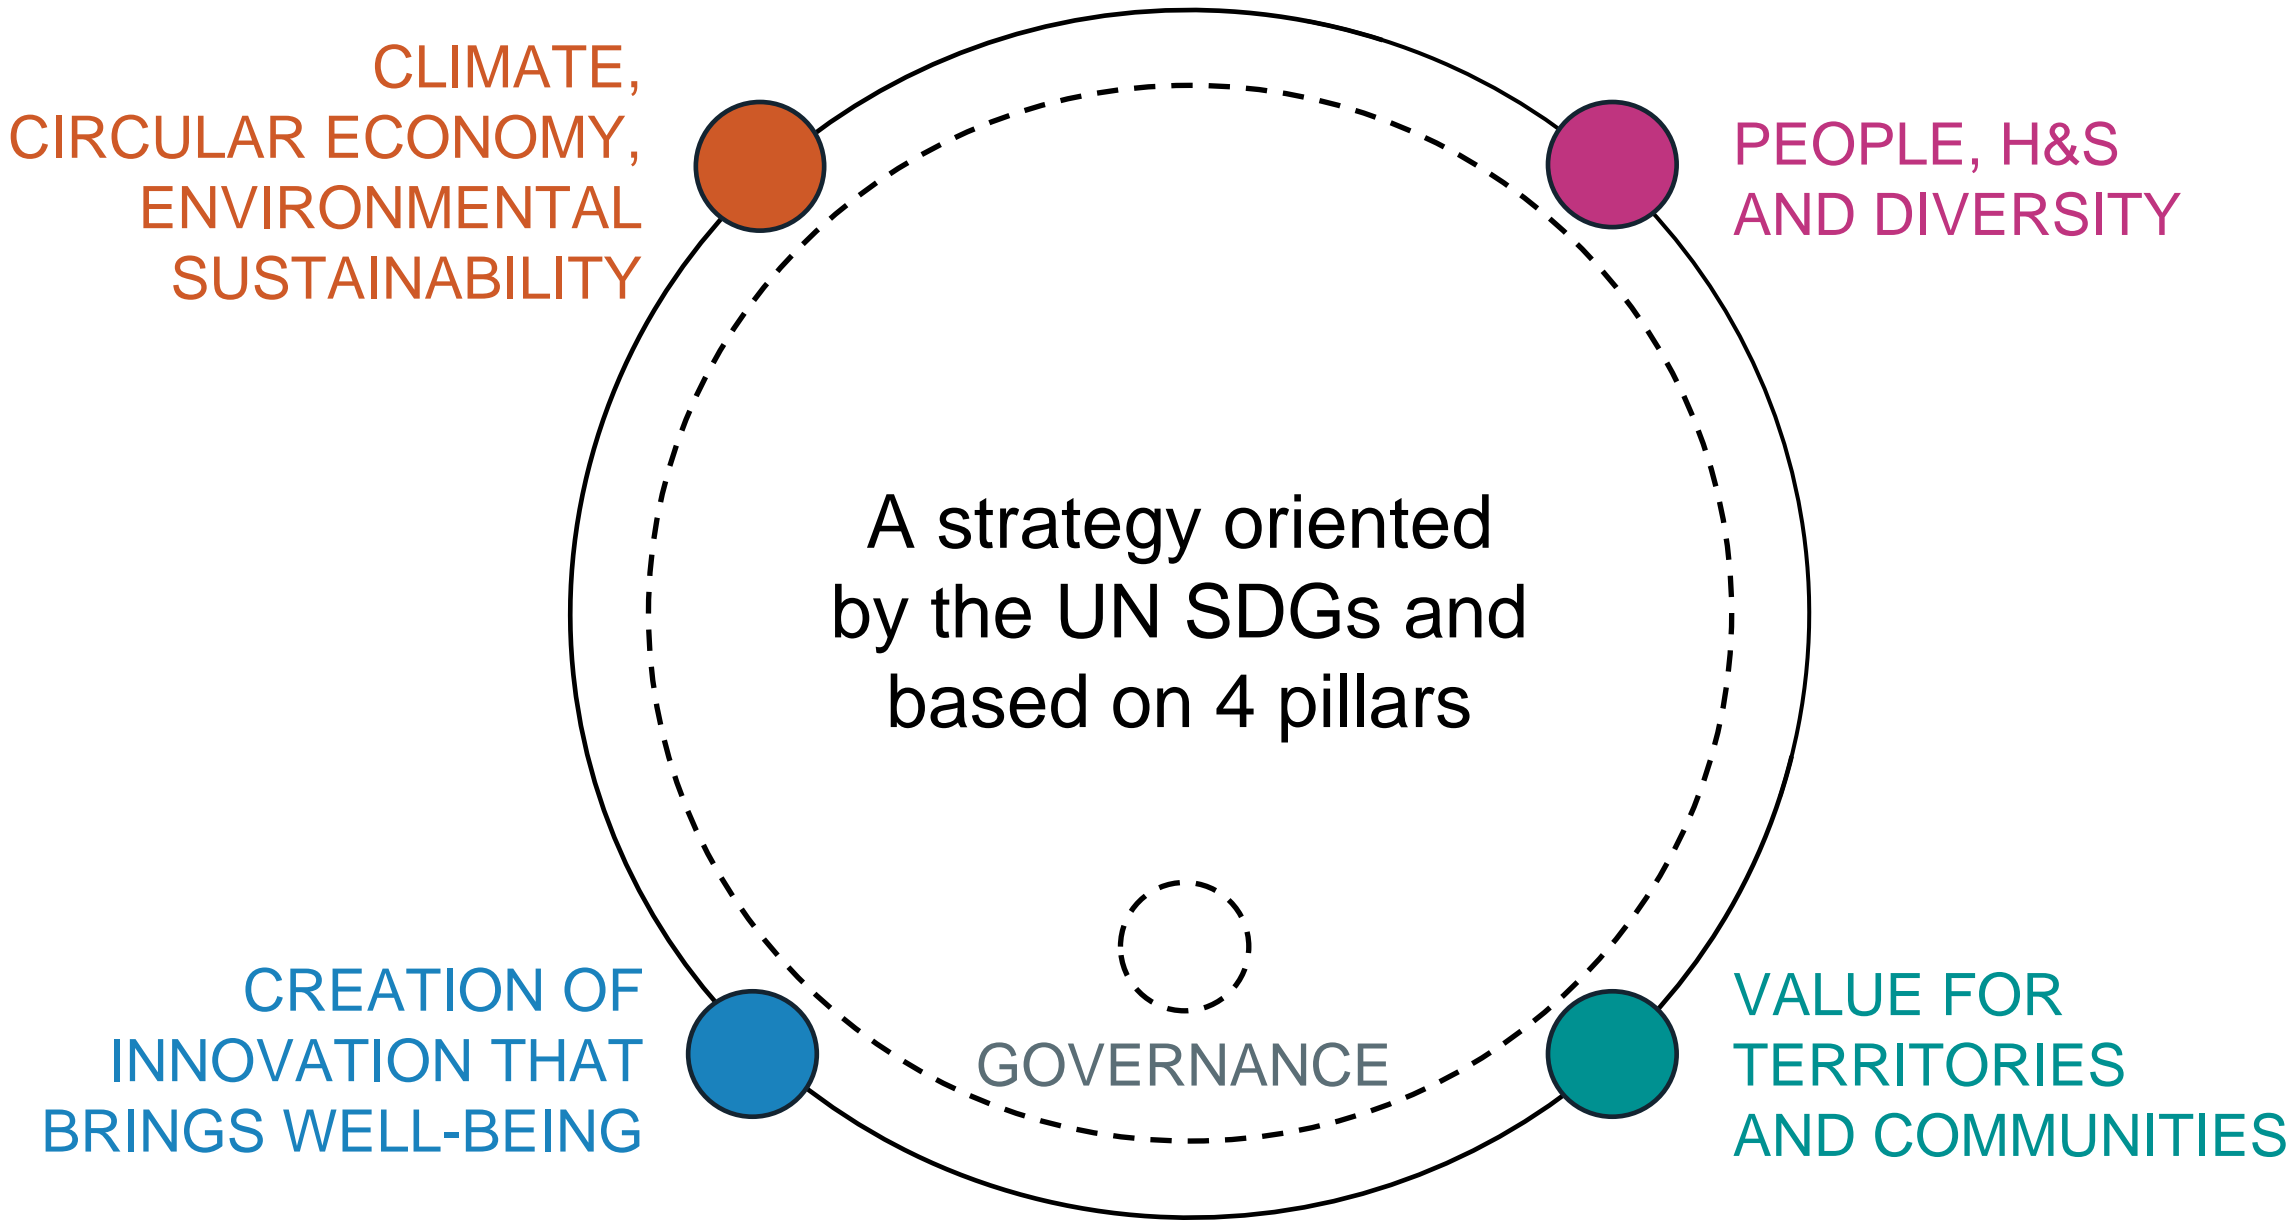 CLIMATE,
CIRCULAR ECONOMY,
ENVIRONMENTAL
SUSTAINABILITY
PEOPLE, H&S
AND DIVERSITY
A strategy oriented
by the UN SDGs and
based on 4 pillars
CREATION OF
INNOVATION THAT
BRINGS WELL-BEING
GOVERNANCE
VALUE FOR
TERRITORIES
AND COMMUNITIES